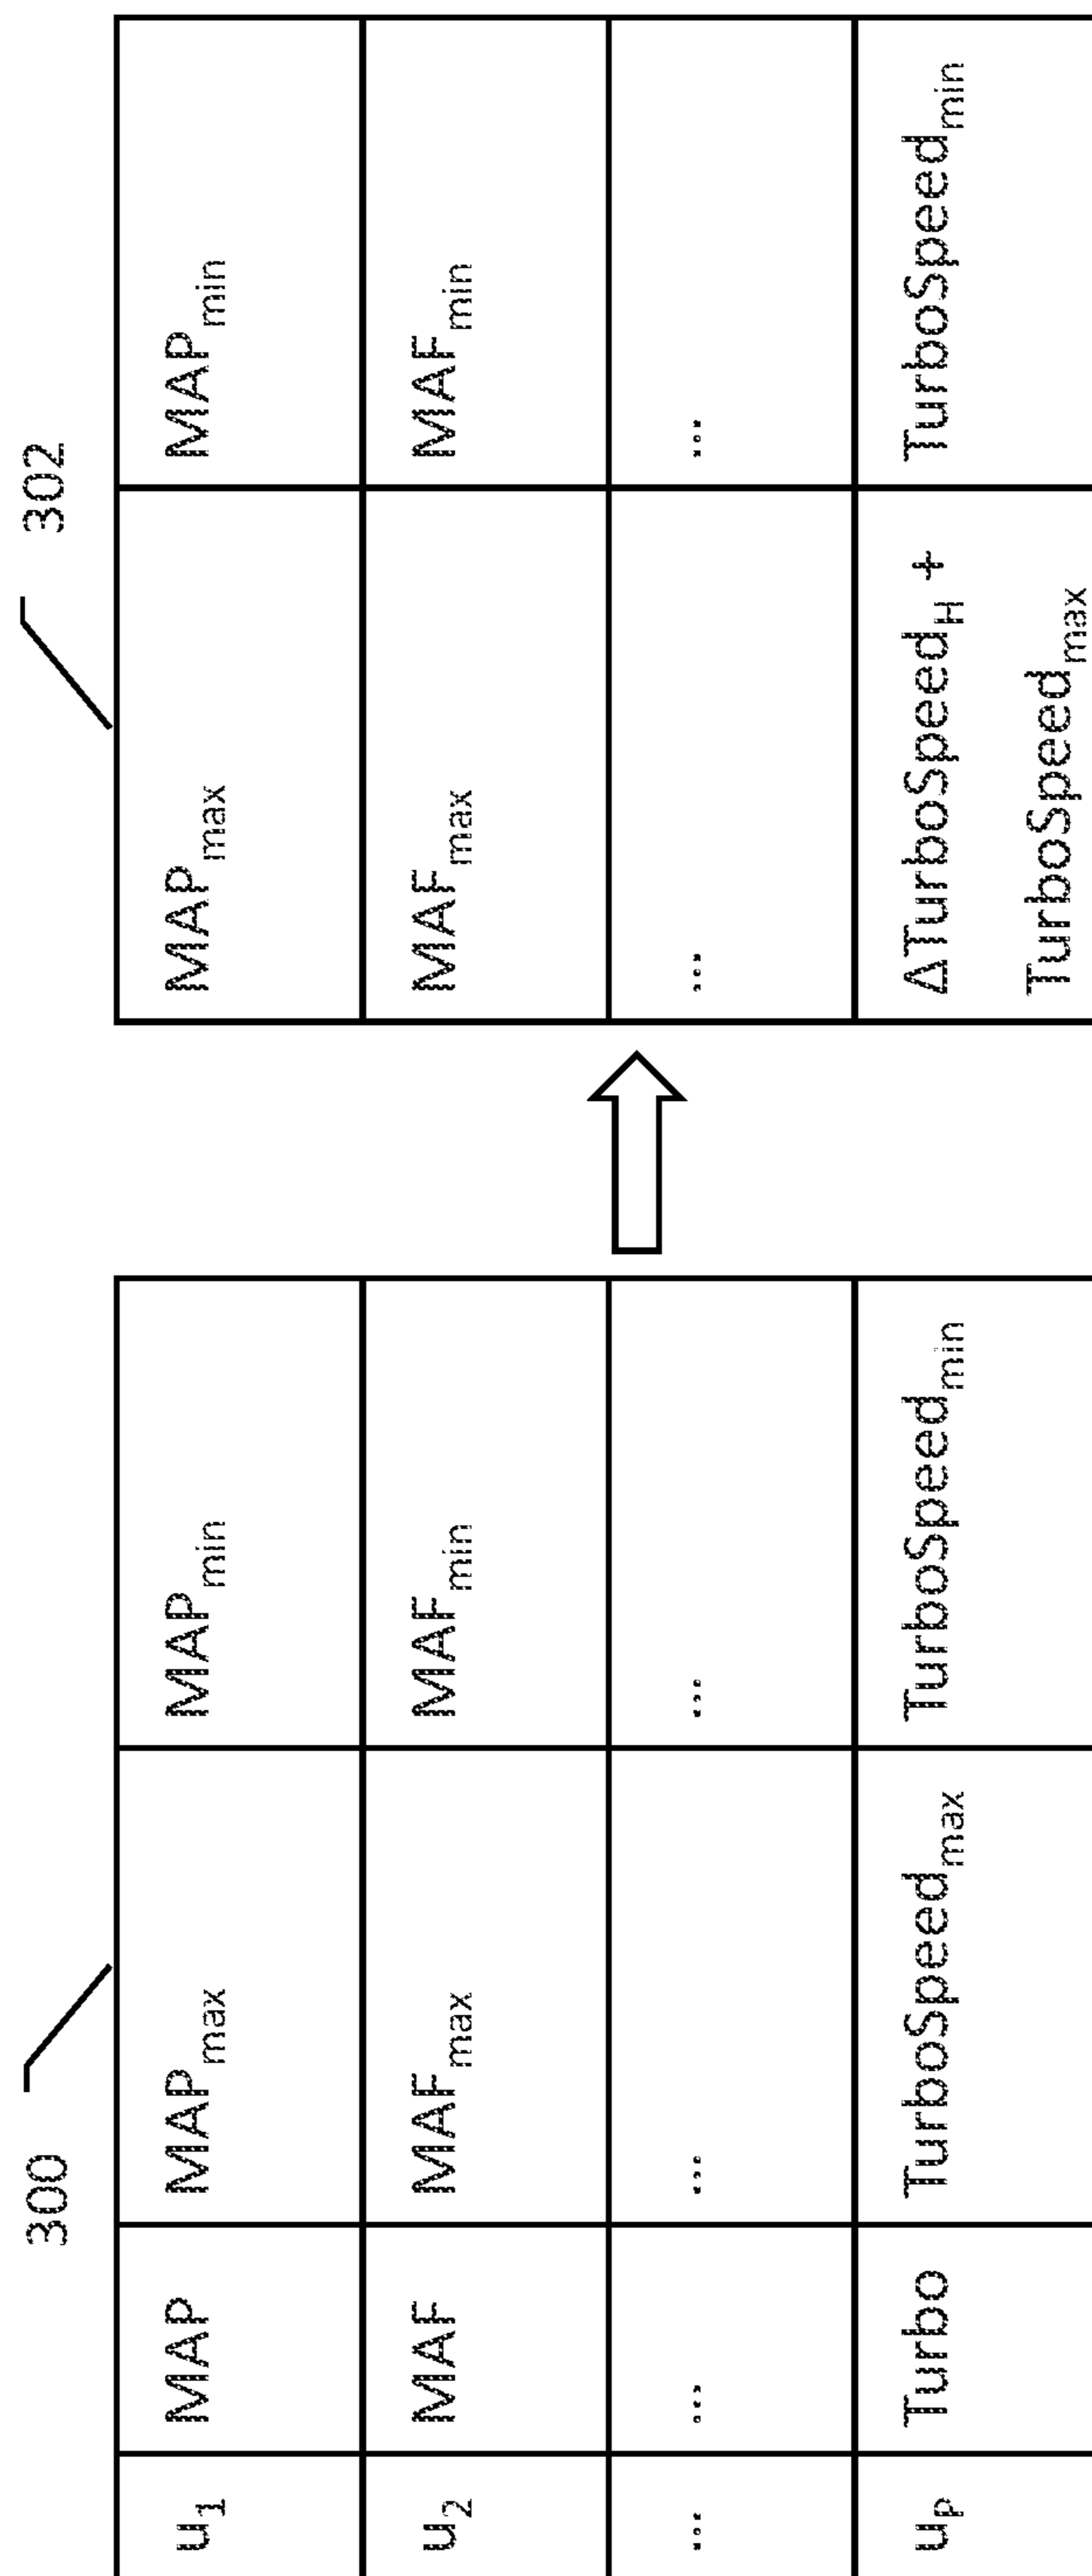 300
302
u1 MAP MAPmax MAPmin MAPmax MAPmin
u2 MAF MAFmax MAFmin MAFmax MAFmin
... ... ... ... ... ...
up Turbo TurboSpeedmax TurboSpeedmin ΔTurboSpeedH + TurboSpeedmin
TurboSpeedmax